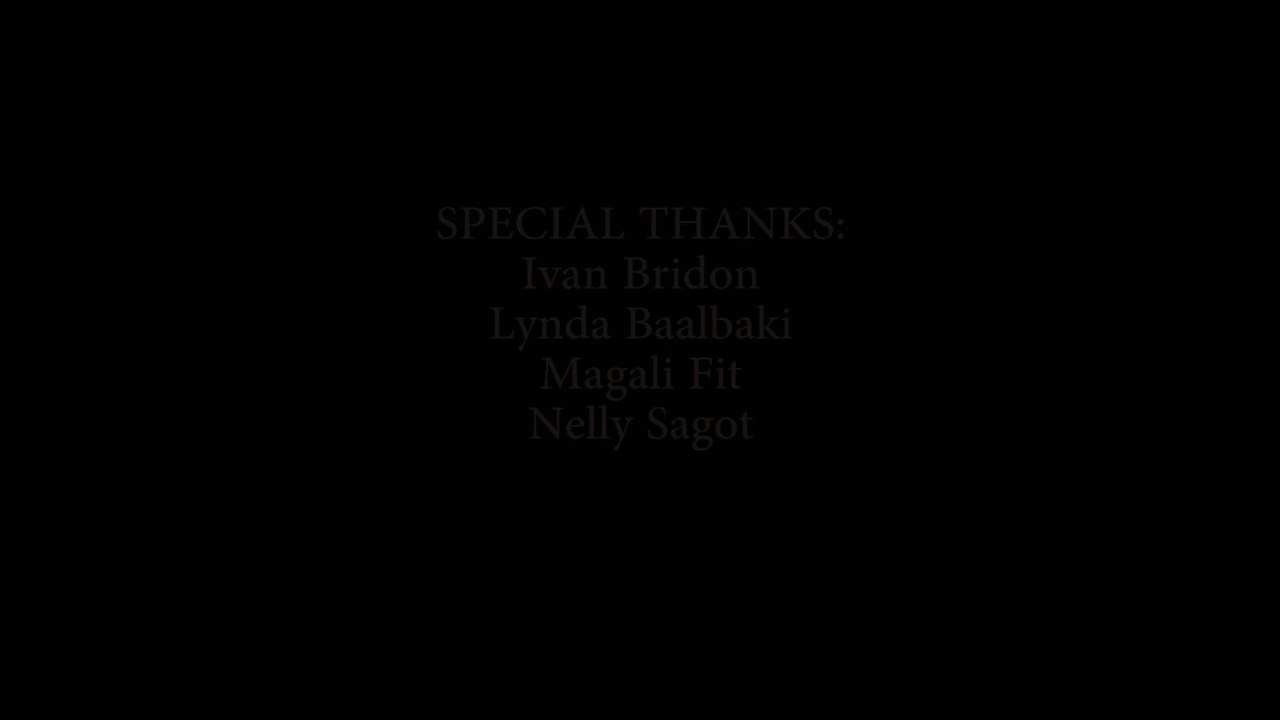 SPECIAL THANKS:
Ivan Bridon
Lynda Baalbaki
Magali Fit
Nelly Sagot